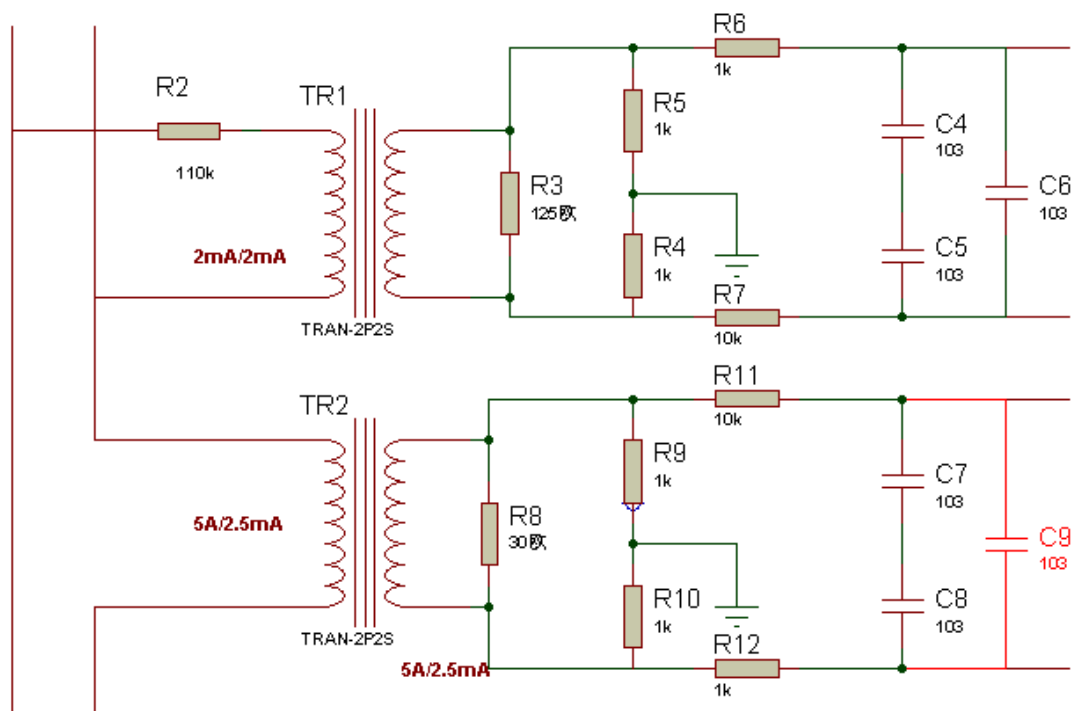 R2
110k
TR1
2mA/2mA
TRAN-2P2S
R3
125欧
R5
1k
R4
1k
R6
1k
R7
10k
C4
103
C5
103
C6
103
TR2
5A/2.5mA
TRAN-2P2S
5A/2.5mA
R8
30欧
R9
1k
R10
1k
R11
10k
R12
1k
C7
103
C8
103
C9
103